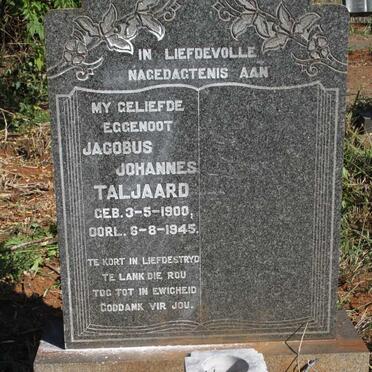 IN LIEFDEVOLLE
NAGEDAGTENIS AAN
MY GELIEFDE
EGGENOOT
JACOBUS
JOHANNES
TALJAARD
GEB. 3-5-1900,
OORL. 6-8-1945.
TE KORT IN LIEFDESTRYD
TE LANK DIE ROU
TOG TOT IN EWIGHEID
GODDANK VIR JOU.